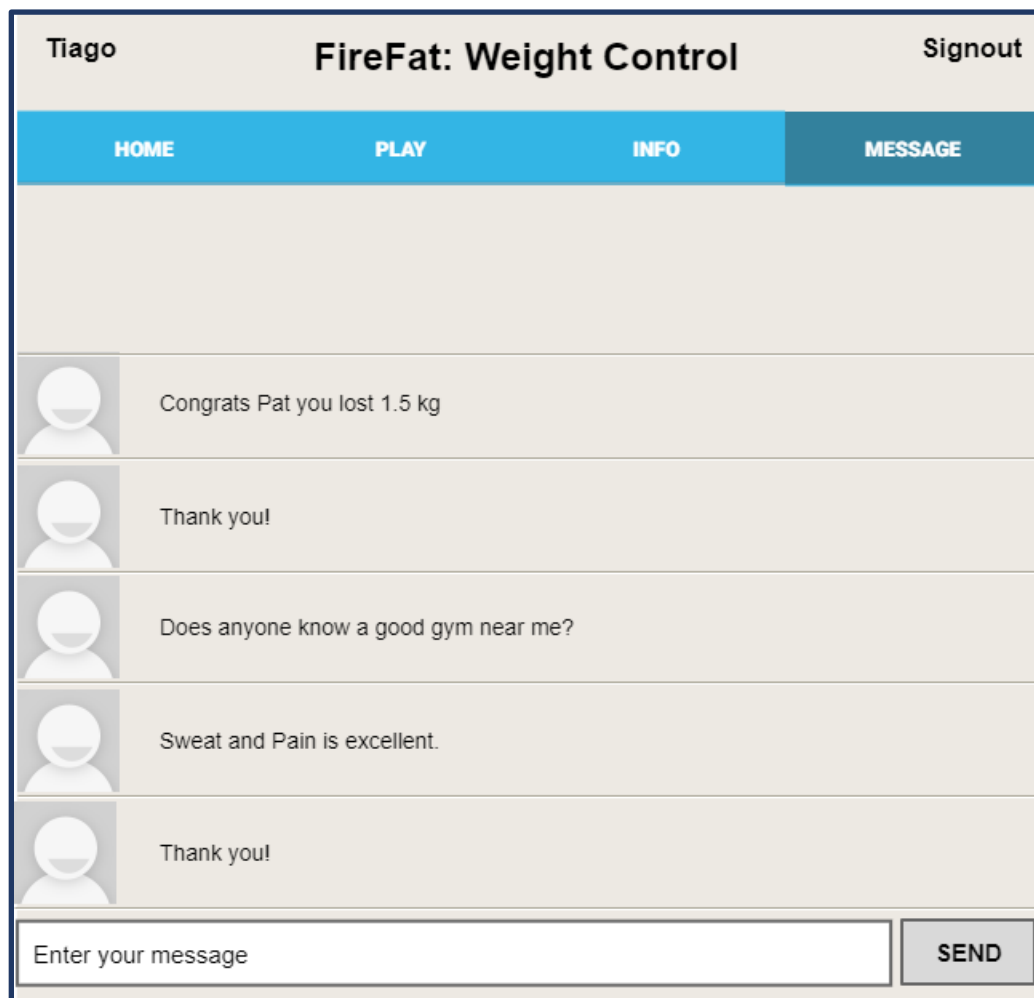 Tiago
FireFat: Weight Control
Signout
HOME
PLAY
INFO
MESSAGE
Congrats Pat you lost 1.5 kg
Thank you!
Does anyone know a good gym near me?
Sweat and Pain is excellent.
Thank you!
Enter your message
SEND